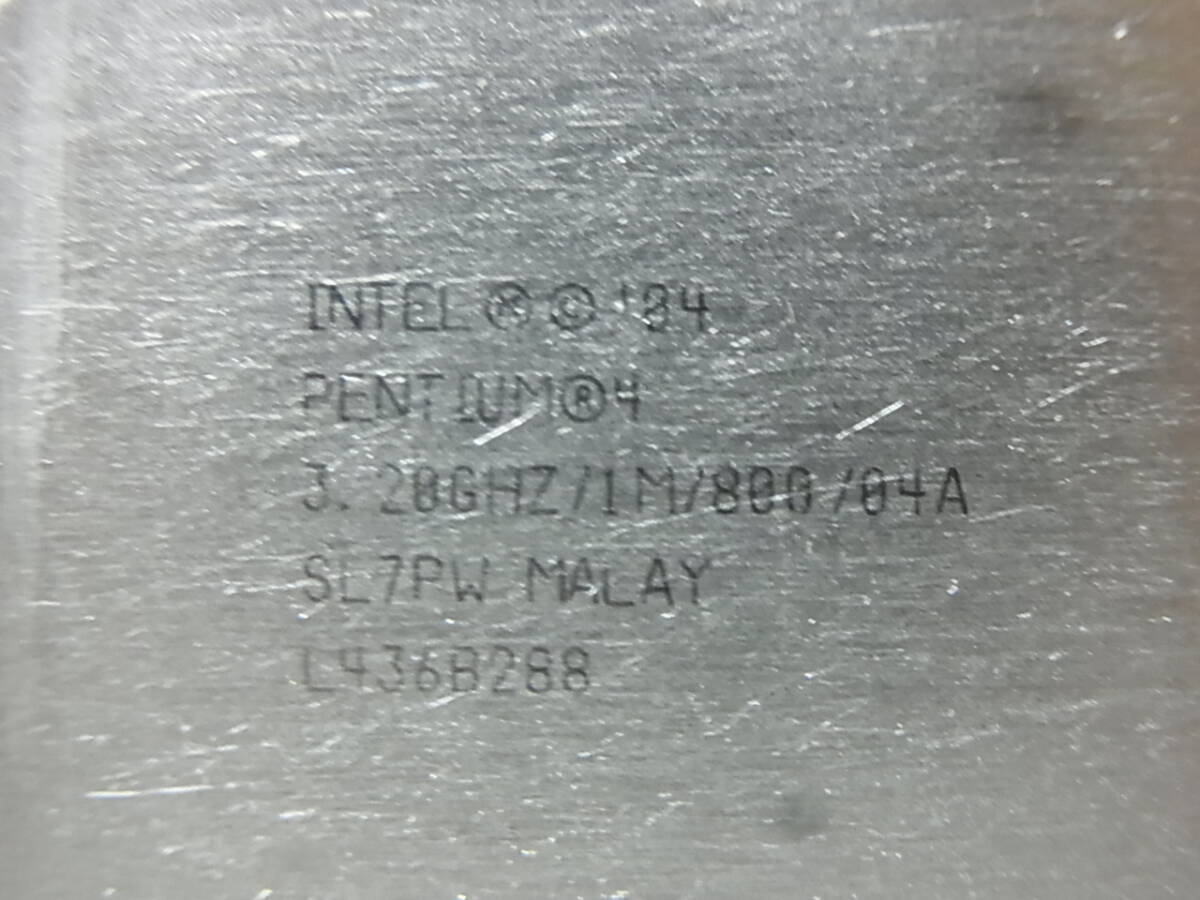 INTEL®© '04
PENTIUM®4
3.20GHZ/1M/800/04A
SL7PW MALAY
L436B288